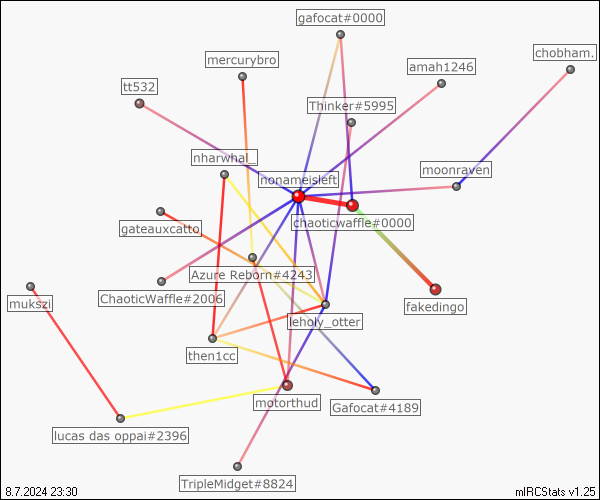 gafocat#0000
mercurybro
chobham.
amah1246
tt532
Thinker#5995
nharwhal_
moonraven
nonameisleft
chaoticwaffle#0000
gateauxcatto
Azure Reborn#4243
ChaoticWaffle#2006
mukszi
fakedingo
leholy_otter
then1cc
motorthud
Gafocat#4189
lucas das oppai#2396
TripleMidget#8824
8.7.2024 23:30
mIRCStats v1.25